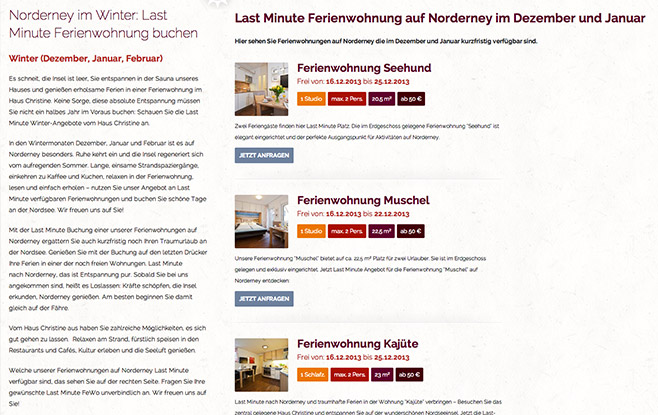 Norderney im Winter: Last
Minute Ferienwohnung buchen
Winter (Dezember, Januar, Februar)
Es schneit, die Insel ist leer, Sie entspannen in der Sauna unseres
Hauses und genießen erholsame Ferien in einer Ferienwohnung
im Haus Christine. Keine Sorge, diese absolute Entspannung müssen
Sie nicht ein halbes Jahr im Voraus buchen: Schauen Sie die Last
Minute Winter-Angebote vom Haus Christine an.
In den Wintermonaten Dezember, Januar und Februar ist es auf
Norderney besonders. Ruhe kehrt ein und die Insel regeneriert sich
vom aufregenden Sommer. Lange, einsame Strandspaziergänge,
einkehren zu Kaffee und Kuchen, relaxen in der Ferienwohnung,
lesen und einfach erholen – nutzen Sie unser Angebot an Last
Minute verfügbaren Ferienwohnungen und buchen Sie schöne Tage
an der Nordsee. Wir freuen uns auf Sie!
Mit der Last Minute Buchung einer unserer Ferienwohnungen auf
Norderney ergattern Sie auch kurzfristig noch Ihren Traumurlaub an
der Nordsee. Genießen Sie mit der Buchung auf den letzten Drücker
Ihre Ferien in einer der noch freien Wohnungen. Last Minute
nach Norderney, das ist Entspannung pur. Sobald Sie bei uns
angekommen sind, heißt es Loslassen: Kräfte schöpfen, die Insel
erkunden, Norderney genießen. Am besten beginnen Sie damit
gleich auf der Fähre.
Vom Haus Christine aus haben Sie zahlreiche Möglichkeiten, es sich
gut gehen zu lassen. Relaxen am Strand, fürstlich speisen in den
Restaurants und Cafés, Kultur erleben und die Seeluft genießen.
Welche unserer Ferienwohnungen auf Norderney Last Minute
verfügbar sind, das sehen Sie auf der rechten Seite. Fragen Sie Ihre
gewünschte Last Minute FeWo unverbindlich an. Wir freuen uns auf
Sie!
Last Minute Ferienwohnung auf Norderney im Dezember und Januar
Hier sehen Sie Ferienwohnungen auf Norderney die im Dezember und Januar kurzfristig verfügbar sind.
Ferienwohnung Seehund
Frei von: 16.12.2013 bis 25.12.2013
1 Studio max. 2 Pers. 20,5 m² ab 50 €
Zwei Feriengäste finden hier Last Minute Platz. Die im Erdgeschoss gelegene Ferienwohnung "Seehund" ist
elegant eingerichtet und der perfekte Ausgangspunkt für Aktivitäten auf Norderney.
JETZT ANFRAGEN
Ferienwohnung Muschel
Frei von: 16.12.2013 bis 22.12.2013
1 Studio max. 2 Pers. 22,5 m² ab 50 €
Unsere Ferienwohnung "Muschel" bietet auf ca. 22,5 m² Platz für zwei Urlauber. Sie ist im Erdgeschoss
gelegen und exklusiv eingerichtet. Jetzt Last Minute Angebot für die Ferienwohnung "Muschel" auf
Norderney entdecken
JETZT ANFRAGEN
Ferienwohnung Kajüte
Frei von: 16.12.2013 bis 25.12.2013
1 Schlafz. max. 2 Pers. 23 m² ab 50 €
Last Minute nach Norderney und traumhafte Ferien in der Wohnung "Kajüte" verbringen – Besuchen Sie das
zentral gelegene Haus Christine und entspannen Sie auf der wunderschönen Nordseeinsel. Jetzt die Last-